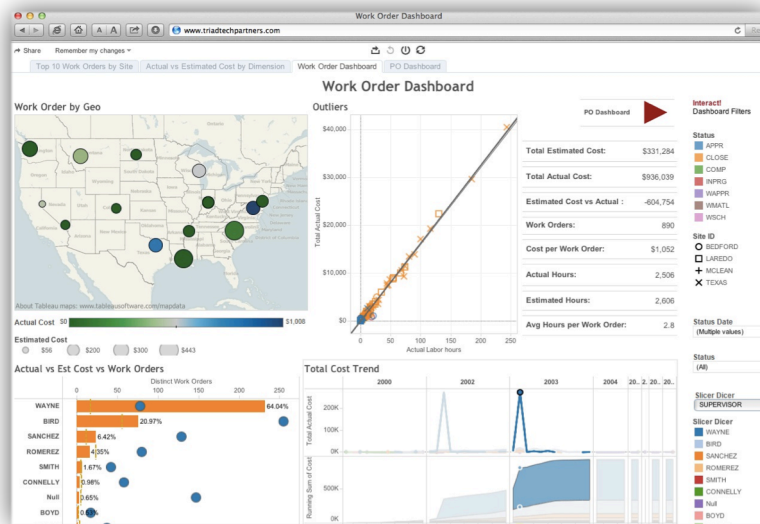 Work Order Dashboard
www.triadtechpartners.com
Share Remember my changes
Top 10 Work Orders by Site Actual vs Estimated Cost by Dimension Work Order Dashboard PO Dashboard
Work Order Dashboard
Work Order by Geo
About Tableau maps: www.tableausoftware.com/mapdata
Actual Cost $0 $1,008
Estimated Cost
$56 $200 $300 $443
Outliers
Total Actual Cost
$40,000
$30,000
$20,000
$10,000
$0
0 50 100 150 200 250
Actual Labor hours
PO Dashboard
Total Estimated Cost: $331,284
Total Actual Cost: $936,039
Estimated Cost vs Actual : -604,754
Work Orders: 890
Cost per Work Order: $1,052
Actual Hours: 2,506
Estimated Hours: 2,606
Avg Hours per Work Order: 2.8
Interact!
Dashboard Filters
Status
APPR
CLOSE
COMP
INPRG
WAPPR
WMATL
WSCH
Site ID
BEDFORD
LAREDO
MCLEAN
TEXAS
Status Date
(Multiple values)
Status
(All)
Slicer Dicer
SUPERVISOR
Slicer Dicer
WAYNE
BIRD
SANCHEZ
ROMEREZ
SMITH
CONNELLY
Null
BOYD
Actual vs Est Cost vs Work Orders
Distinct Work Orders
0 50 100 150 200 250
WAYNE 64.04%
BIRD 20.97%
SANCHEZ 6.42%
ROMEREZ 4.35%
SMITH 1.67%
CONNELLY 0.98%
Null 0.65%
BOYD
Total Cost Trend
2000 2002 2003 2004 20.. 2. 20.. 20..
Total Actual Cost
200K
100K
0K
Running Sum of Cost
500K
0K